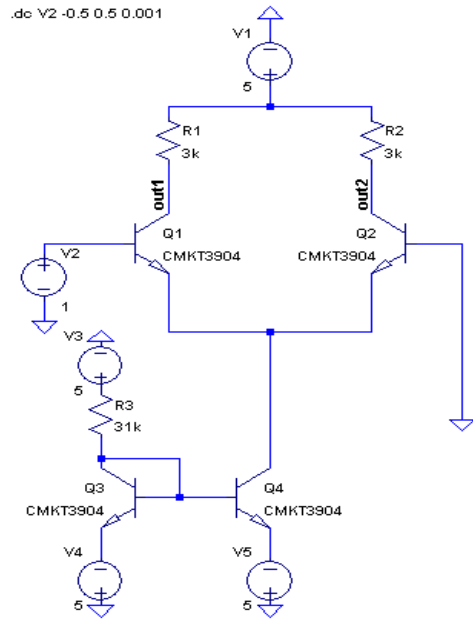 .dc V2 -0.5 0.5 0.001
V1
5
R1
3k
R2
3k
out1
out2
Q1
CMKT3904
Q2
CMKT3904
V2
1
V3
5
R3
31k
Q3
CMKT3904
Q4
CMKT3904
V4
5
V5
5